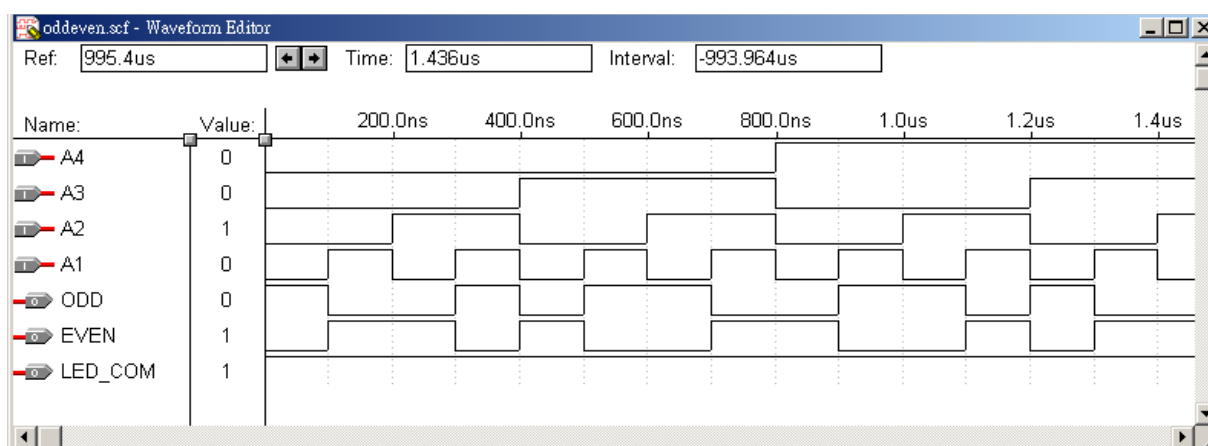 oddeven.scf - Waveform Editor
Ref: 995.4us Time: 1.436us Interval: -993.964us
Name: Value: 200.0ns 400.0ns 600.0ns 800.0ns 1.0us 1.2us 1.4us
A4 0
A3 0
A2 1
A1 0
ODD 0
EVEN 1
LED_COM 1